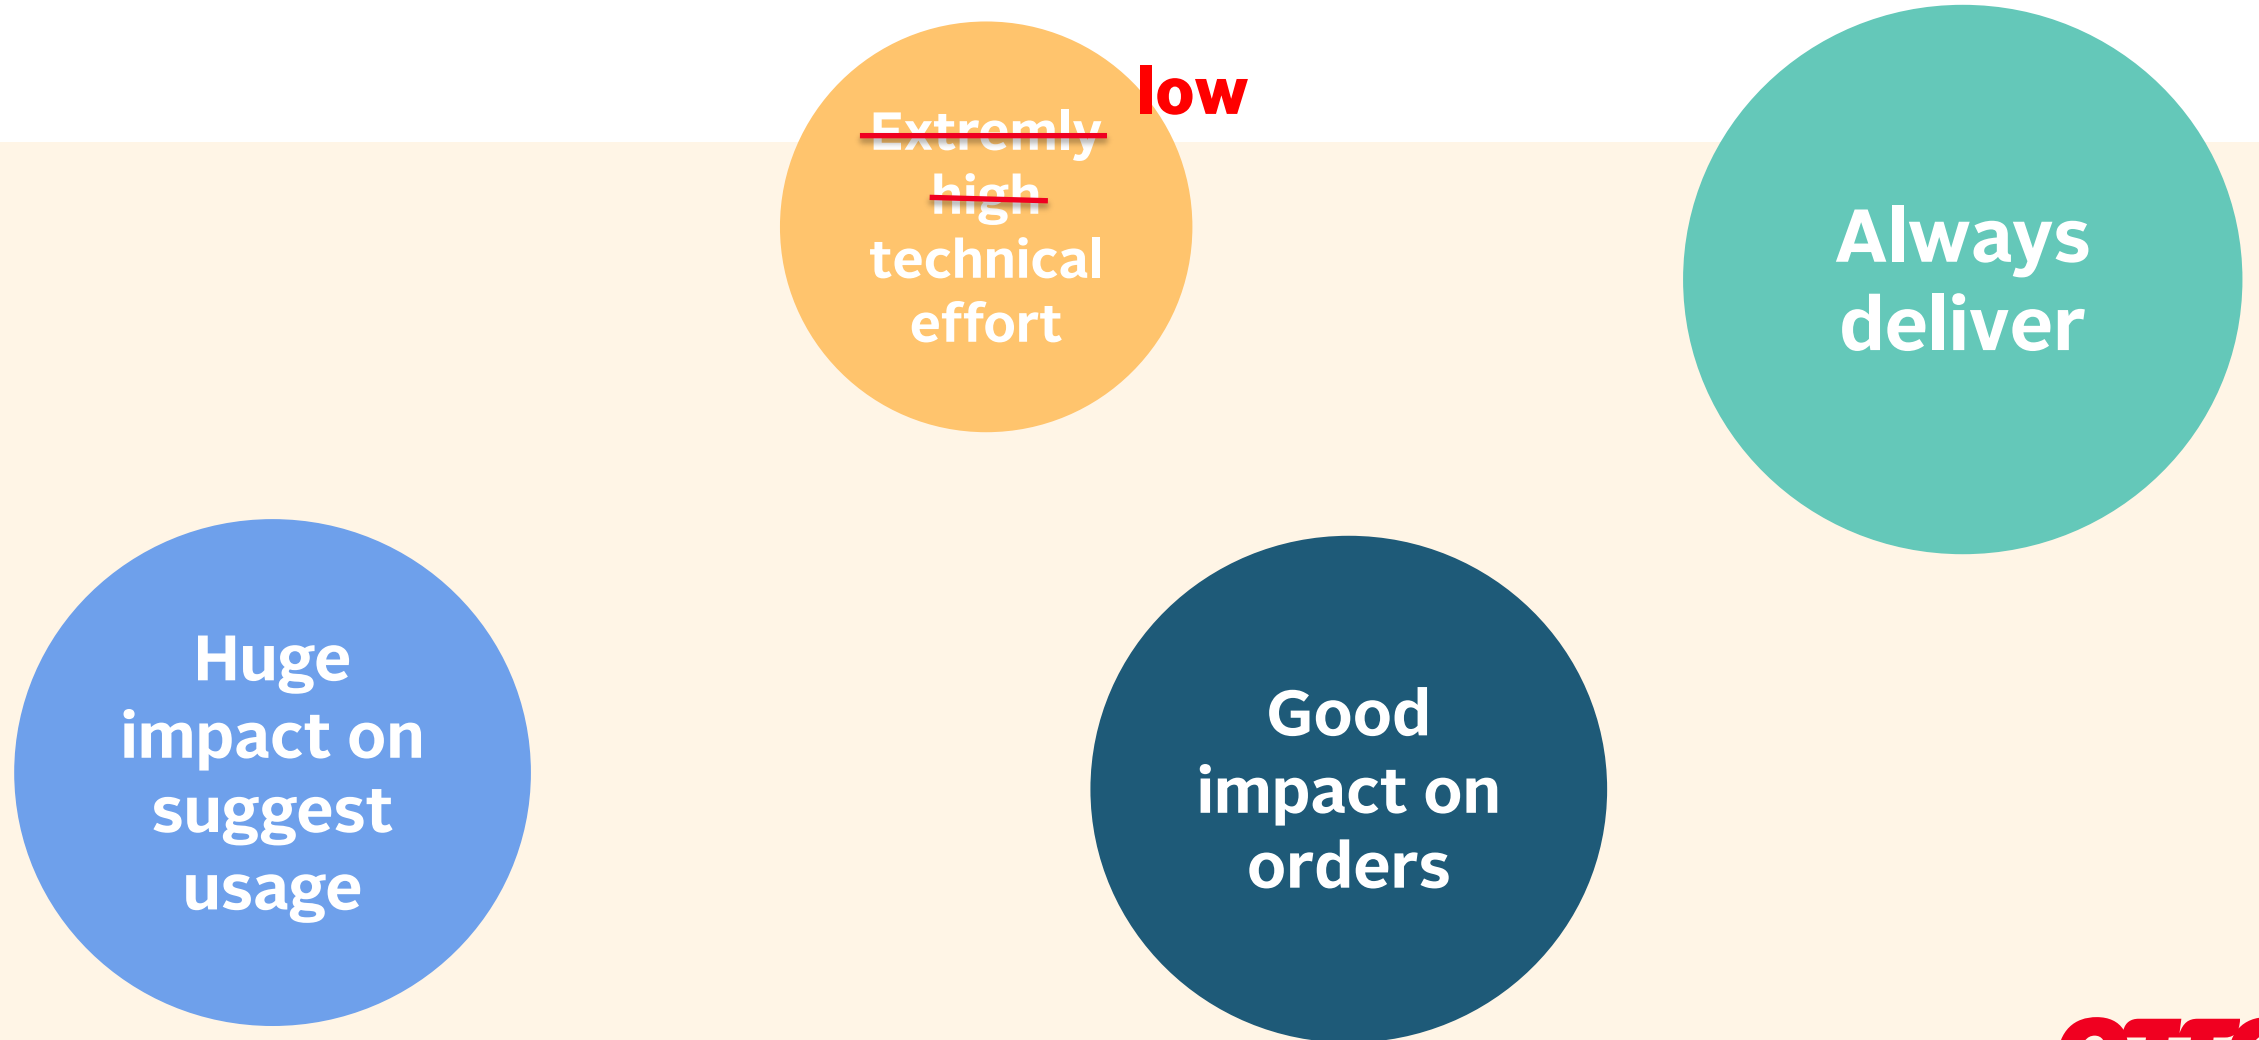 low
Extremly
high
technical
effort
Always
deliver
Huge
impact on
suggest
usage
Good
impact on
orders